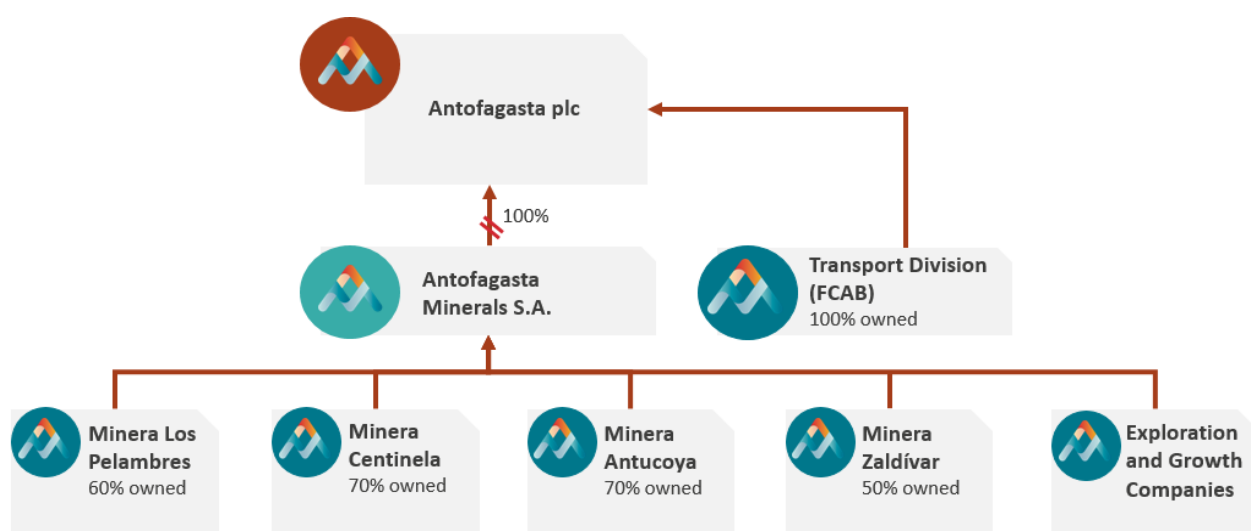 Antofagasta plc
100%
Antofagasta
Minerals S.A.
Transport Division
(FCAB)
100% owned
Minera Los
Pelambres
60% owned
Minera
Centinela
70% owned
Minera
Antucoya
70% owned
Minera
Zaldívar
50% owned
Exploration
and Growth
Companies